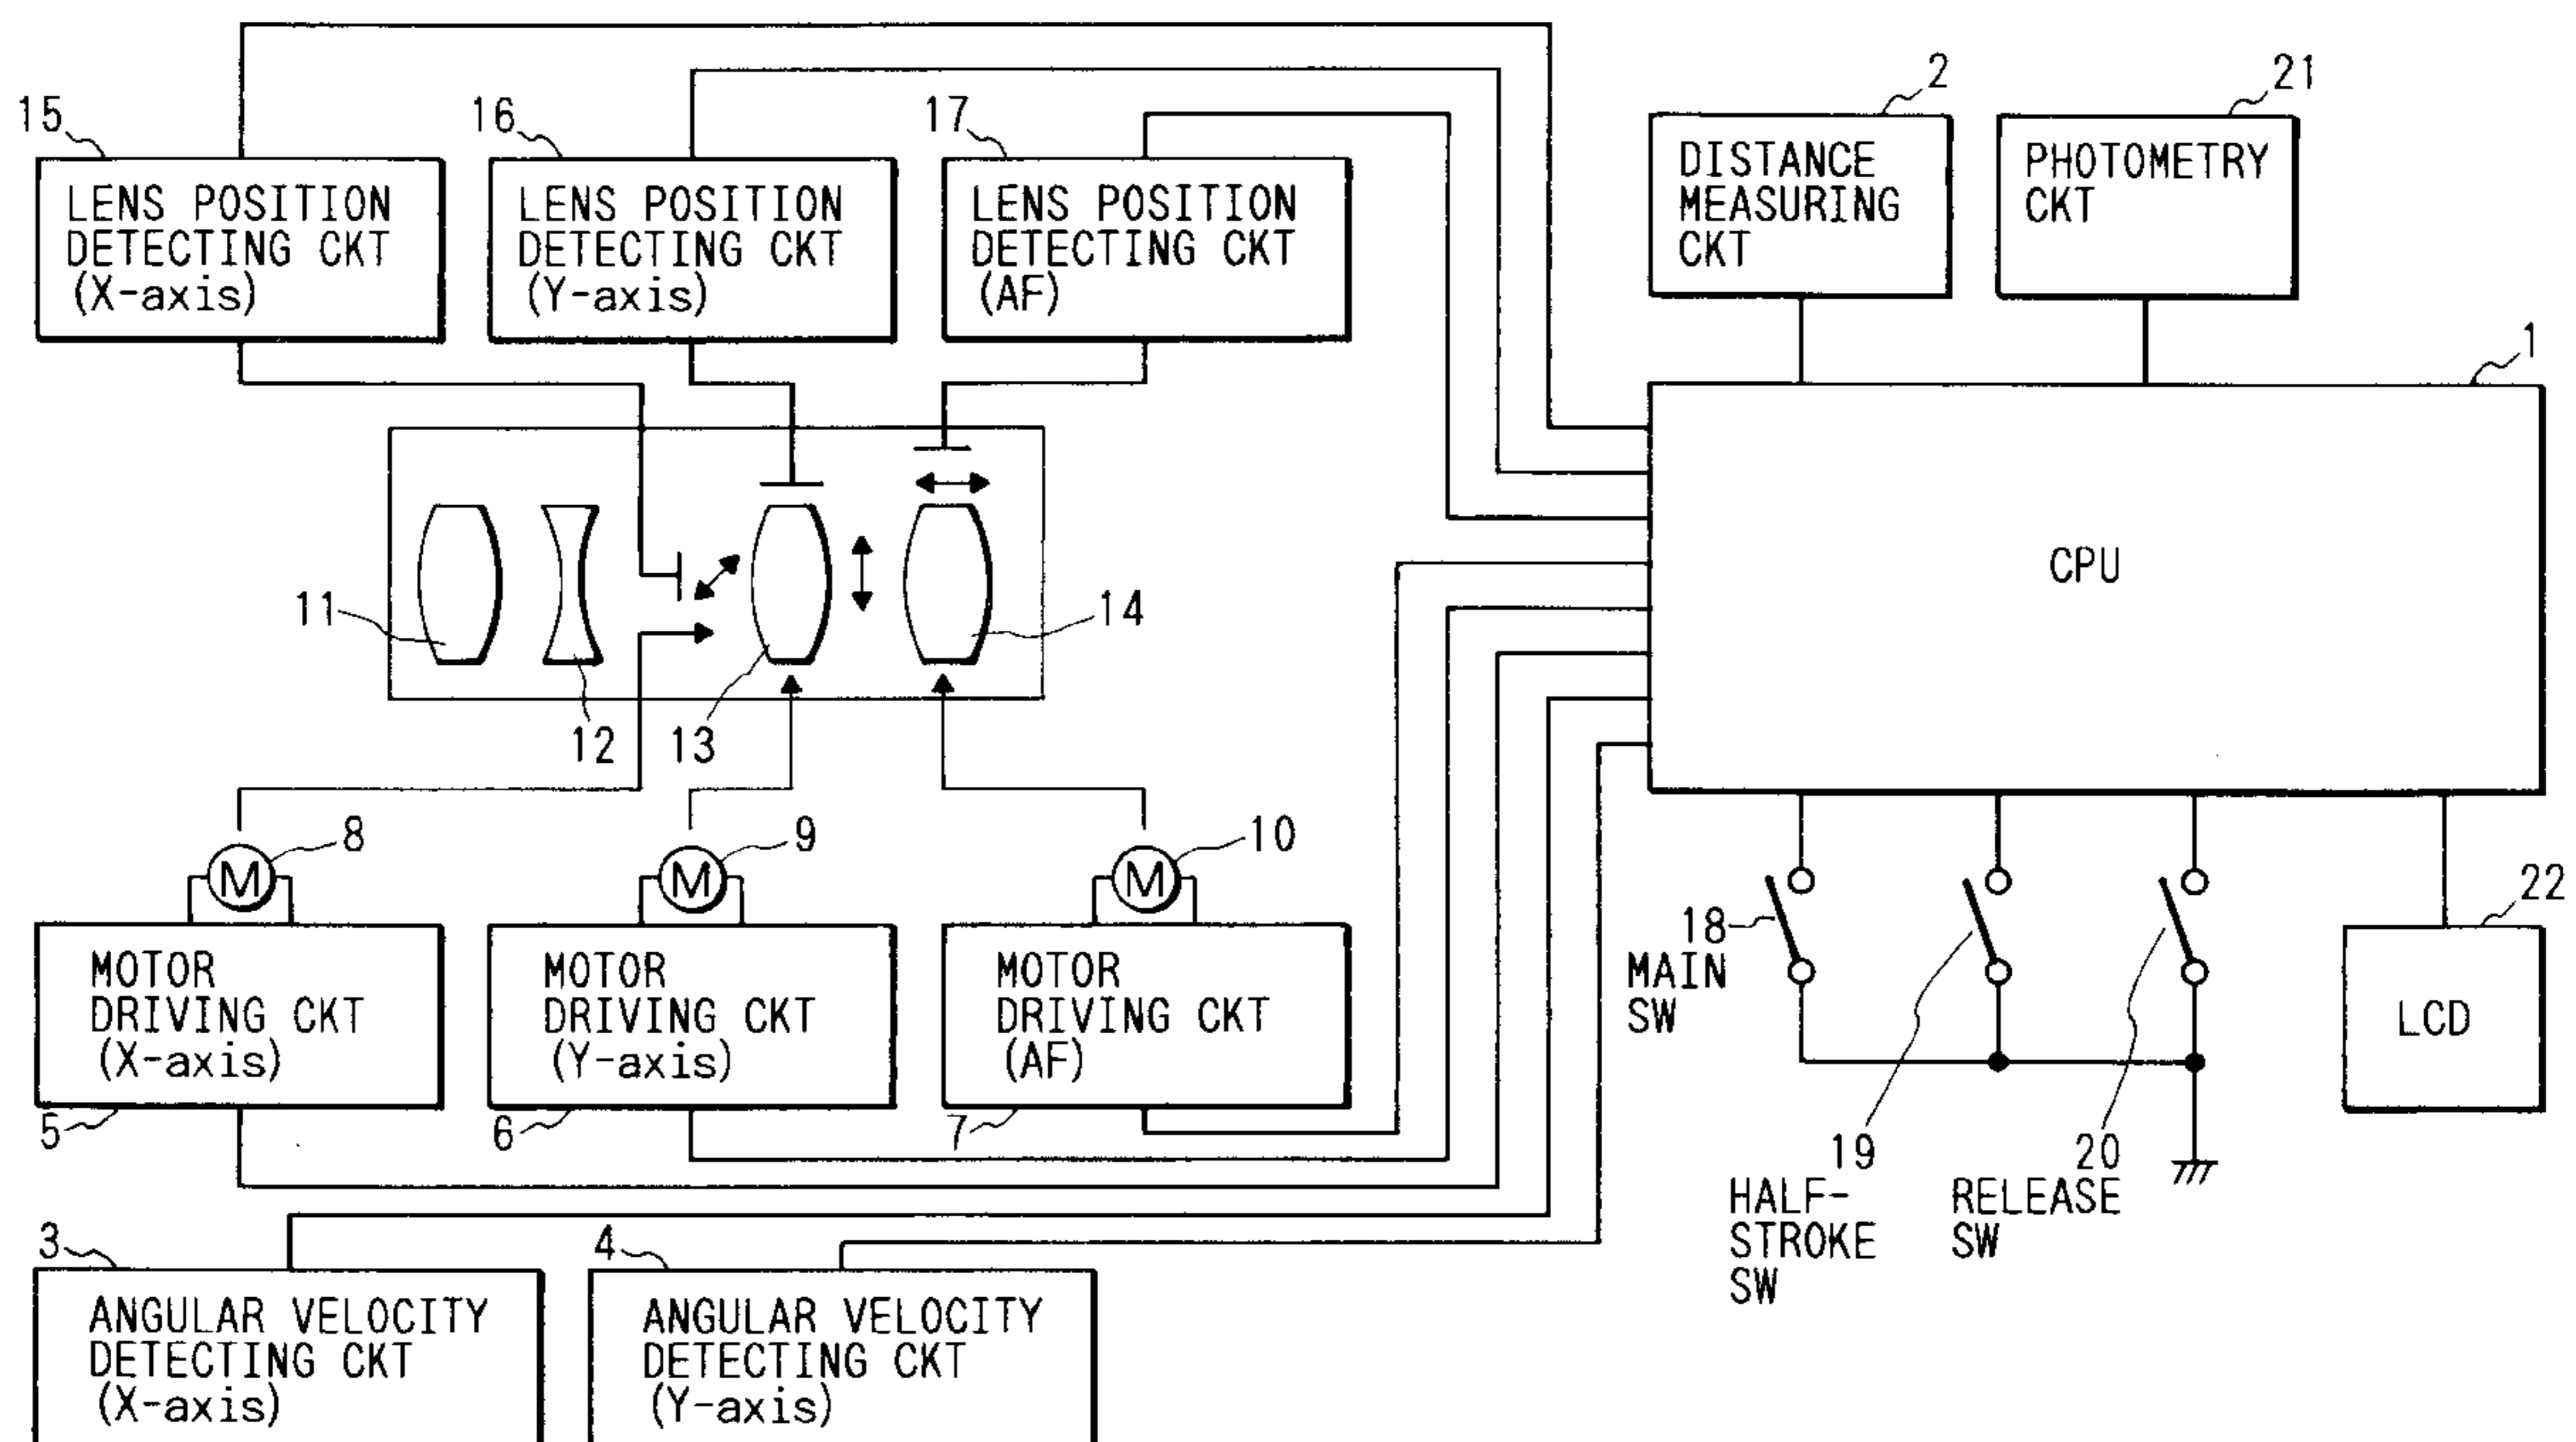 15
LENS POSITION
DETECTING CKT
(X-axis)
16
LENS POSITION
DETECTING CKT
(Y-axis)
17
LENS POSITION
DETECTING CKT
(AF)
2
DISTANCE
MEASURING
CKT
21
PHOTOMETRY
CKT
1
CPU
11
12
13
14
8
M
9
M
10
M
MOTOR
DRIVING CKT
(X-axis)
5
MOTOR
DRIVING CKT
(Y-axis)
6
MOTOR
DRIVING CKT
(AF)
7
18
MAIN
SW
19
HALF-
STROKE
SW
20
RELEASE
SW
22
LCD
3
ANGULAR VELOCITY
DETECTING CKT
(X-axis)
4
ANGULAR VELOCITY
DETECTING CKT
(Y-axis)